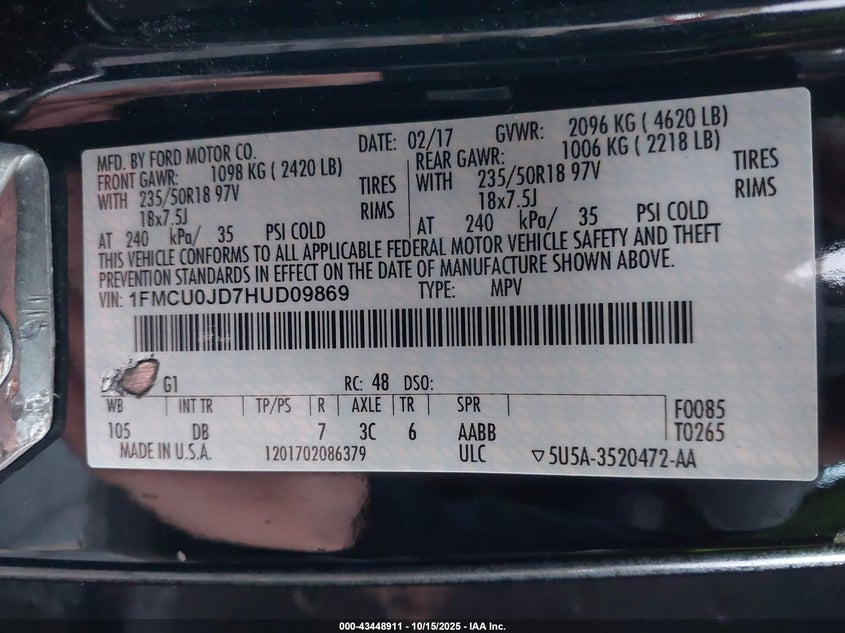 MFD. BY FORD MOTOR CO. DATE: 02/17 GVWR: 2096 KG ( 4620 LB)
FRONT GAWR: 1098 KG ( 2420 LB) REAR GAWR: 1006 KG ( 2218 LB)
WITH 235/50R18 97V TIRES WITH 235/50R18 97V TIRES
18x7.5J RIMS 18x7.5J RIMS
AT 240 kPa/ 35 PSI COLD AT 240 kPa/ 35 PSI COLD
THIS VEHICLE CONFORMS TO ALL APPLICABLE FEDERAL MOTOR VEHICLE SAFETY AND THEFT
PREVENTION STANDARDS IN EFFECT ON THE DATE OF MANUFACTURE SHOWN ABOVE.
VIN: 1FMCU0JD7HUD09869 TYPE: MPV
G1 RC: 48 DSO:
WB INT TR TP/PS R AXLE TR SPR F0085
105 DB 7 3C 6 AABB T0265
MADE IN U.S.A. 1201702086379 ULC ▽5U5A-3520472-AA
000-43448911 - 10/15/2025 - IAA Inc.